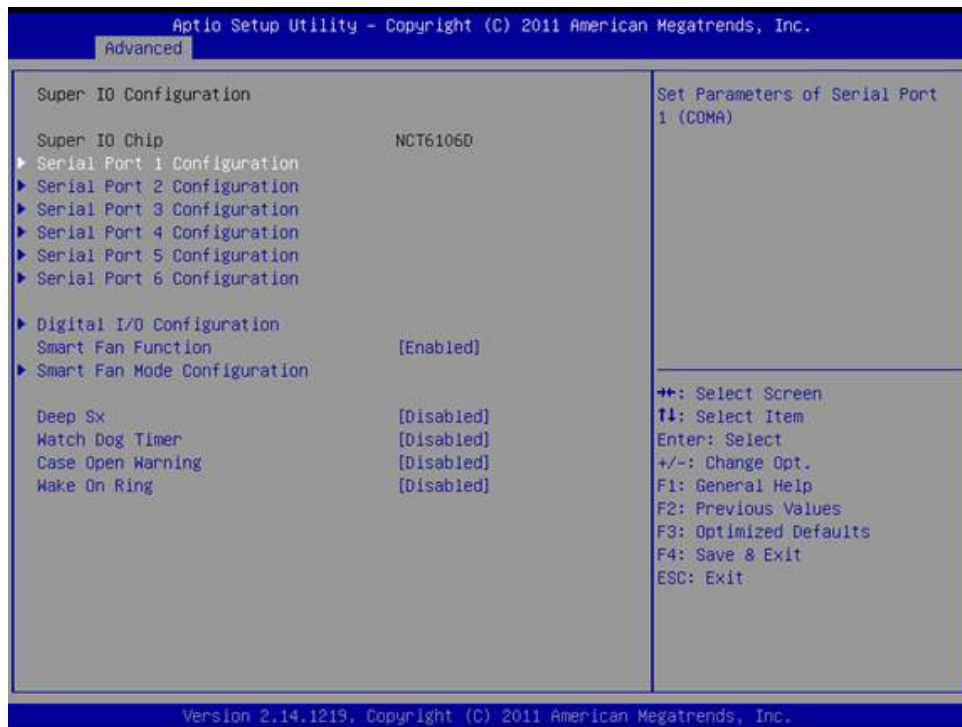 Aptio Setup Utility – Copyright (C) 2011 American Megatrends, Inc.
Advanced
Super IO Configuration
Super IO Chip NCT6106D
Serial Port 1 Configuration
Serial Port 2 Configuration
Serial Port 3 Configuration
Serial Port 4 Configuration
Serial Port 5 Configuration
Serial Port 6 Configuration
Digital I/O Configuration
Smart Fan Function [Enabled]
Smart Fan Mode Configuration
Deep Sx [Disabled]
Watch Dog Timer [Disabled]
Case Open Warning [Disabled]
Wake On Ring [Disabled]
Set Parameters of Serial Port
1 (COMA)
→←: Select Screen
↑↓: Select Item
Enter: Select
+/-: Change Opt.
F1: General Help
F2: Previous Values
F3: Optimized Defaults
F4: Save & Exit
ESC: Exit
Version 2.14.1219. Copyright (C) 2011 American Megatrends, Inc.